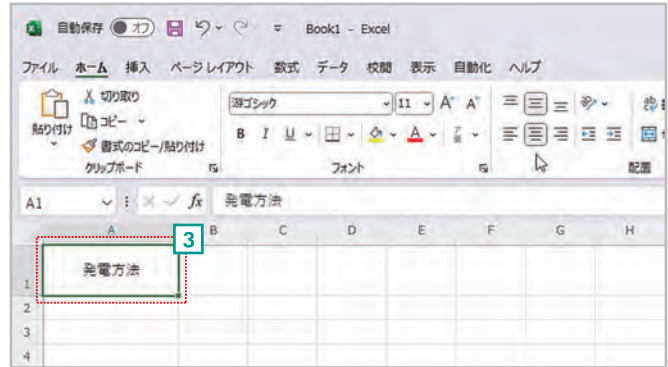 自動保存 オフ Book1 - Excel
ファイル ホーム 挿入 ページ レイアウト 数式 データ 校閲 表示 自動化 ヘルプ
貼り付け
切り取り
コピー
書式のコピー/貼り付け
クリップボード
游ゴシック 11 A A
B I U A
フォント
ab
配置
A1 fx 発電方法
A B C D E F G H
3
1 発電方法
2
3
4